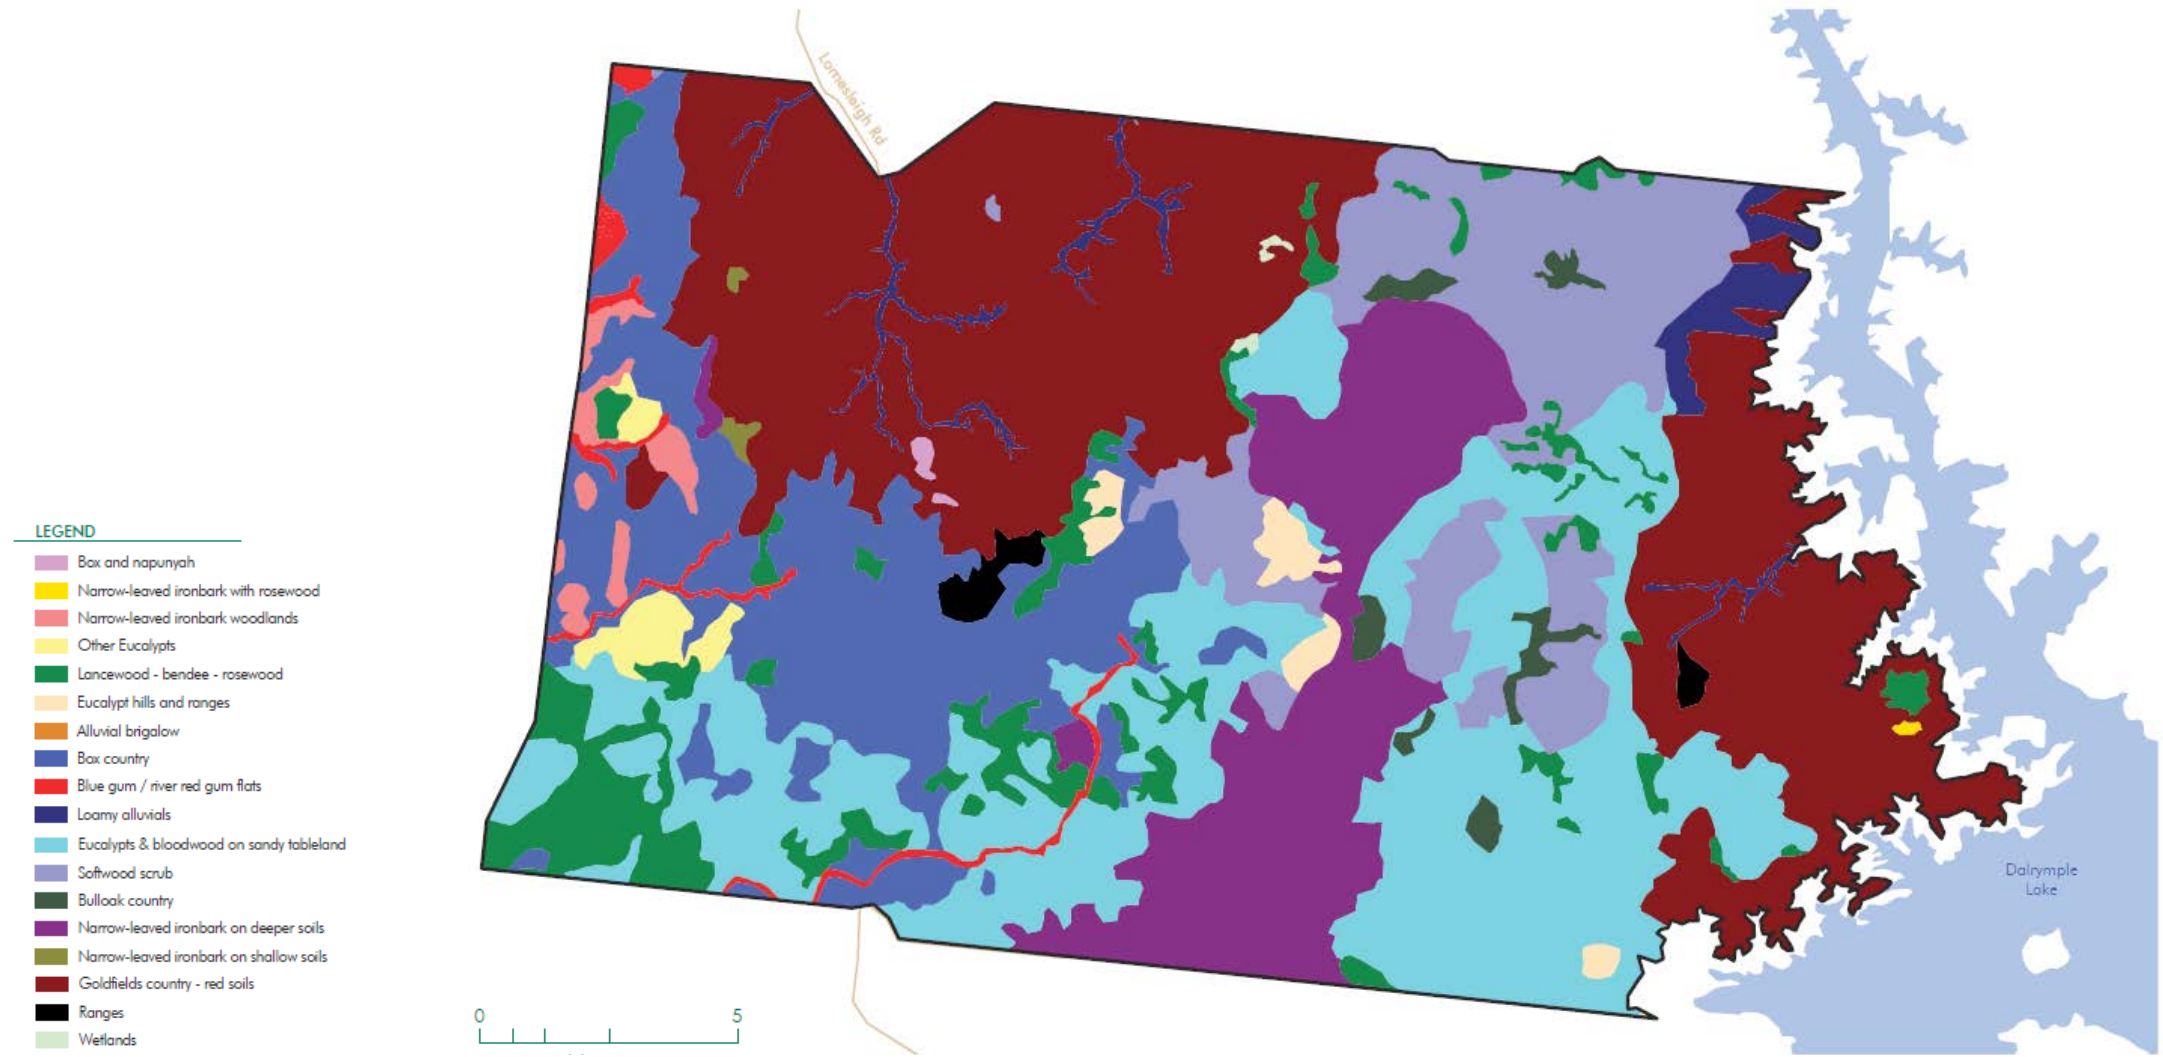 Lornesleigh Rd
LEGEND
Box and napunyah
Narrow-leaved ironbark with rosewood
Narrow-leaved ironbark woodlands
Other Eucalypts
Lancewood - bendee - rosewood
Eucalypt hills and ranges
Alluvial brigalow
Box country
Blue gum / river red gum flats
Loamy alluvials
Eucalypts & bloodwood on sandy tableland
Softwood scrub
Bulloak country
Narrow-leaved ironbark on deeper soils
Narrow-leaved ironbark on shallow soils
Goldfields country - red soils
Ranges
Wetlands
0 5
Dalrymple
Lake